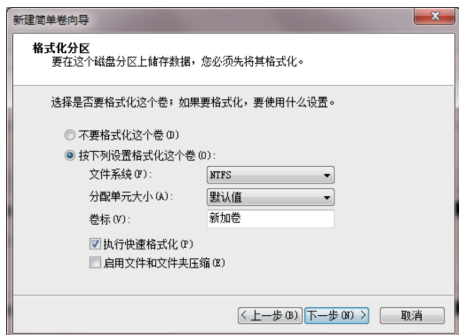 新建简单卷向导
格式化分区
要在这个磁盘分区上储存数据，您必须先将其格式化。
选择是否要格式化这个卷；如果要格式化，要使用什么设置。
不要格式化这个卷(D)
按下列设置格式化这个卷(O)：
文件系统(F)： NTFS
分配单元大小(A)： 默认值
卷标(V)： 新加卷
执行快速格式化(P)
启用文件和文件夹压缩(E)
< 上一步(B) 下一步(N) > 取消